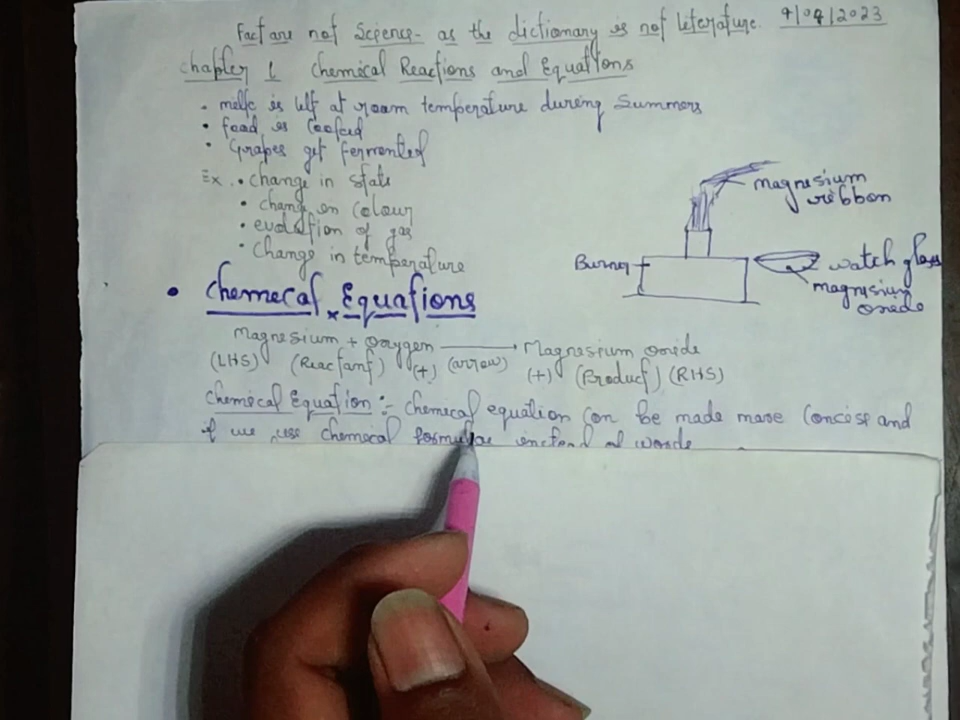 Fact are not Science - as the dictionary is not literature. 9/04/2023
Chapter 1 Chemical Reactions and Equations
• milk is left at room temperature during Summers
• food is Cooked
• Grapes get fermented
Ex. • change in state
• change in Colour
• evolution of gas
• Change in temperature
magnesium ribbon
Burner
watch glass
magnesium oxide
• Chemical Equations
Magnesium + Oxygen → Magnesium oxide
(LHS) (Reactant) (+) (arrow) (+) (Product) (RHS)
Chemical Equation :- Chemical equation can be made more Concise and
if we use Chemical formulae instead of words